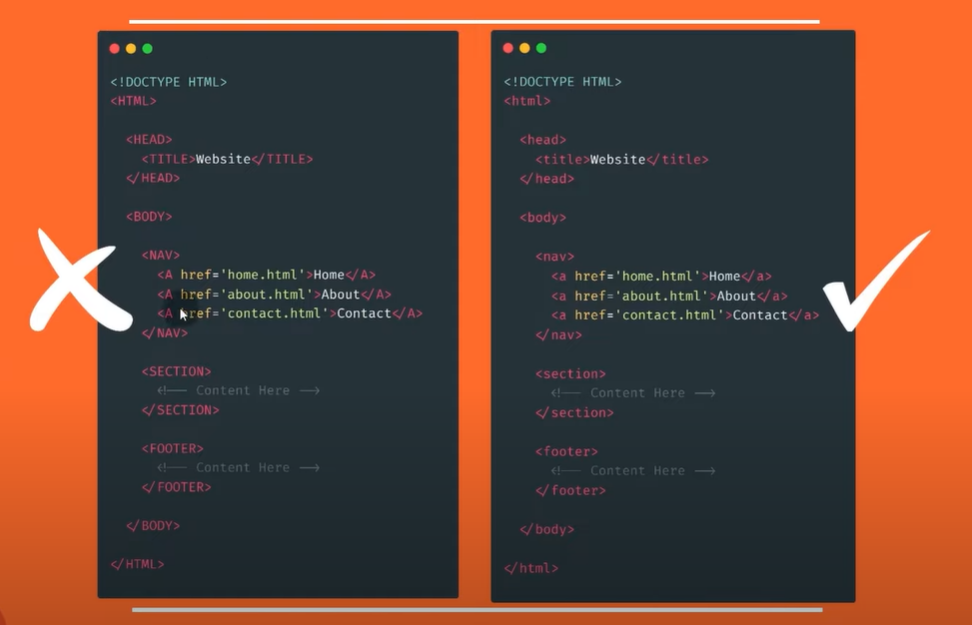 <!DOCTYPE HTML>
<HTML>
<HEAD>
<TITLE>Website</TITLE>
</HEAD>
<BODY>
<NAV>
<A href='home.html'>Home</A>
<A href='about.html'>About</A>
<A href='contact.html'>Contact</A>
</NAV>
<SECTION>
<!-- Content Here -->
</SECTION>
<FOOTER>
<!-- Content Here -->
</FOOTER>
</BODY>
</HTML>
<!DOCTYPE HTML>
<html>
<head>
<title>Website</title>
</head>
<body>
<nav>
<a href='home.html'>Home</a>
<a href='about.html'>About</a>
<a href='contact.html'>Contact</a>
</nav>
<section>
<!-- Content Here -->
</section>
<footer>
<!-- Content Here -->
</footer>
</body>
</html>